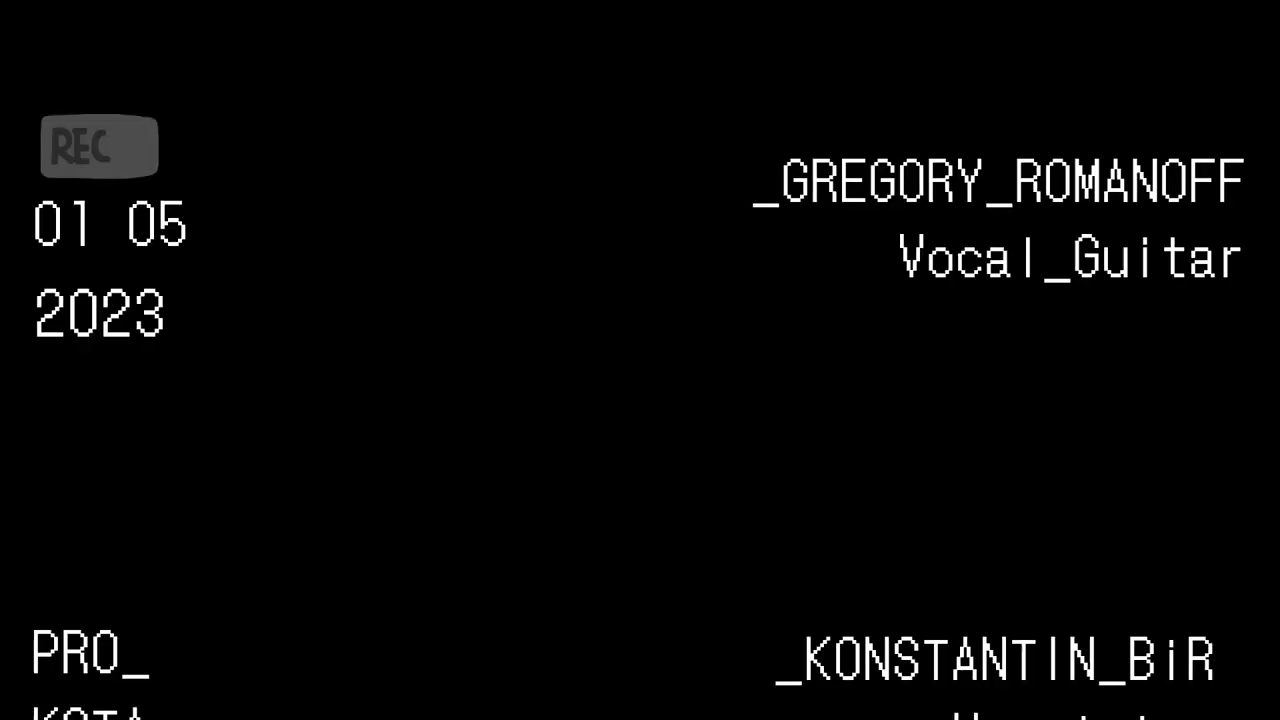 REC
01 05
2023
_GREGORY_ROMANOFF
Vocal_Guitar
PRO_
_KONSTANTIN_BiR